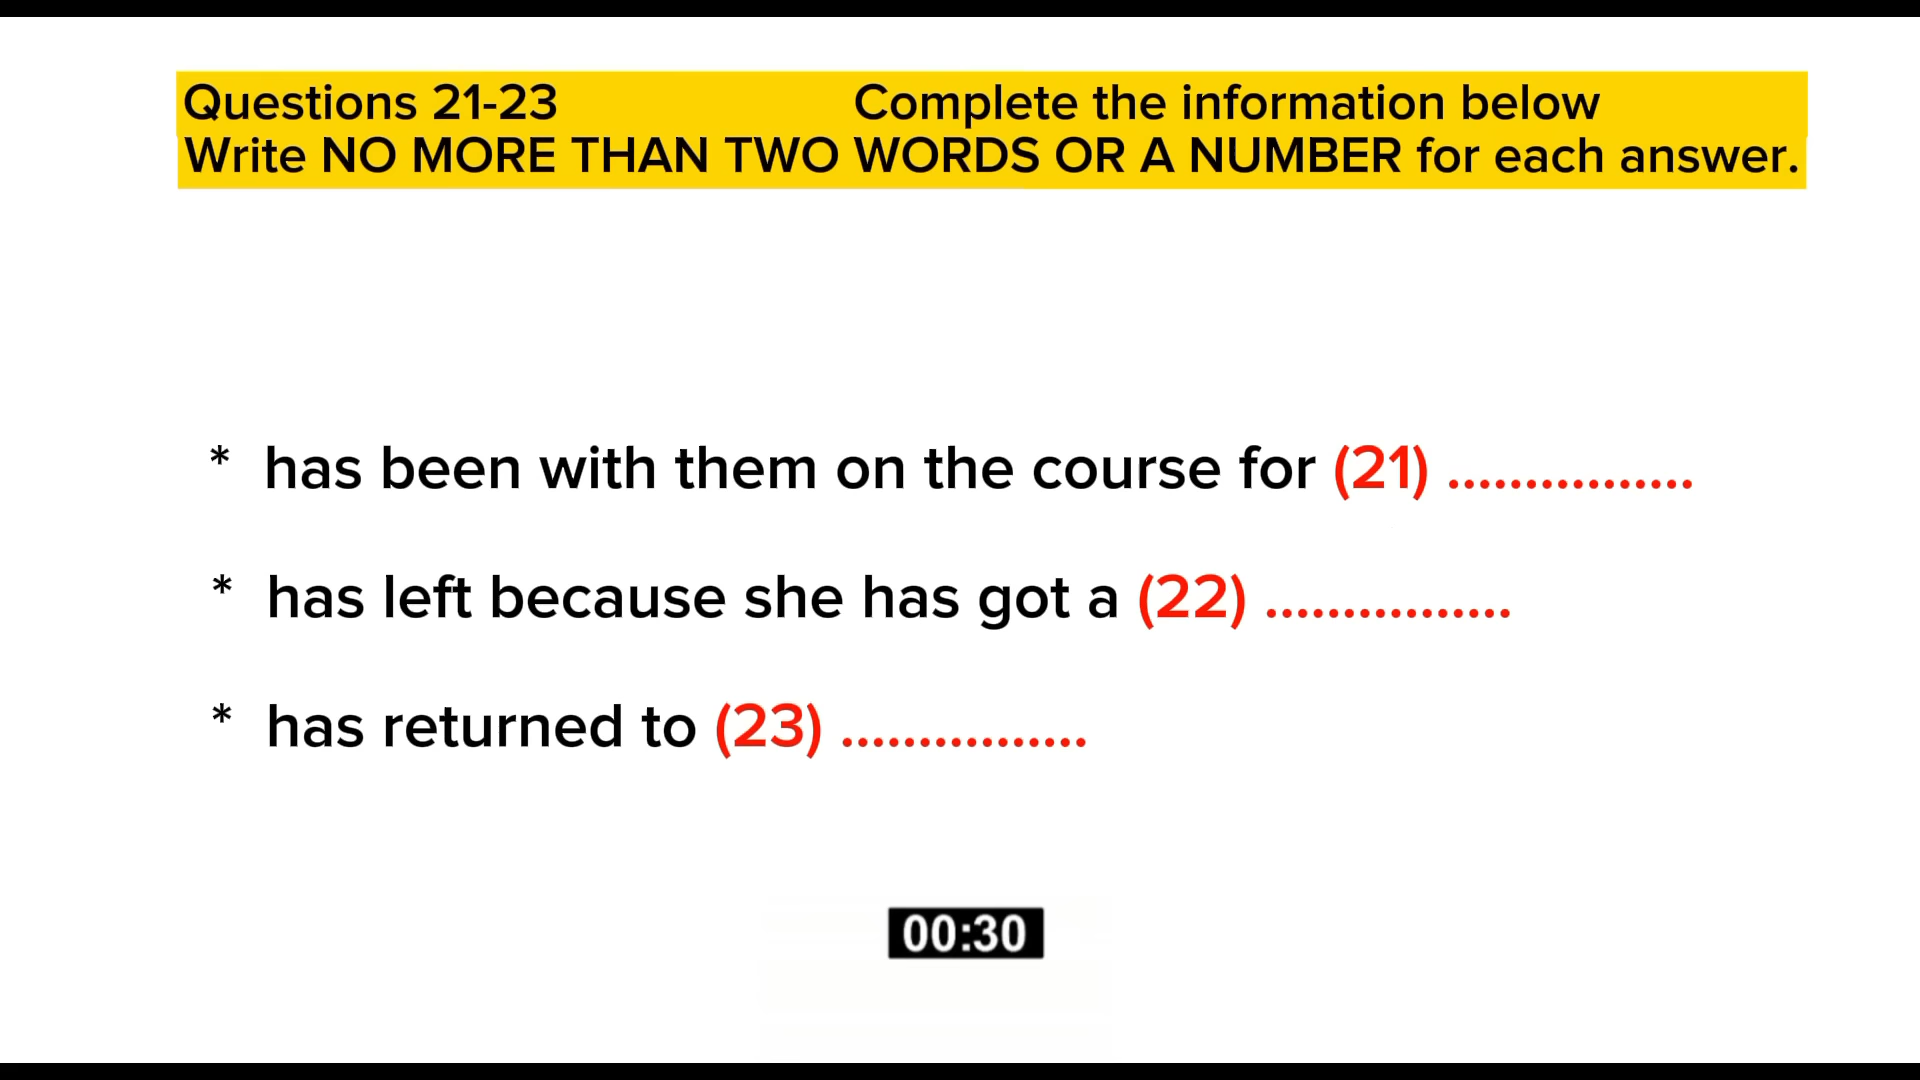 Questions 21-23 Complete the information below
Write NO MORE THAN TWO WORDS OR A NUMBER for each answer.
* has been with them on the course for (21) ................
* has left because she has got a (22) ................
* has returned to (23) ................
00:30